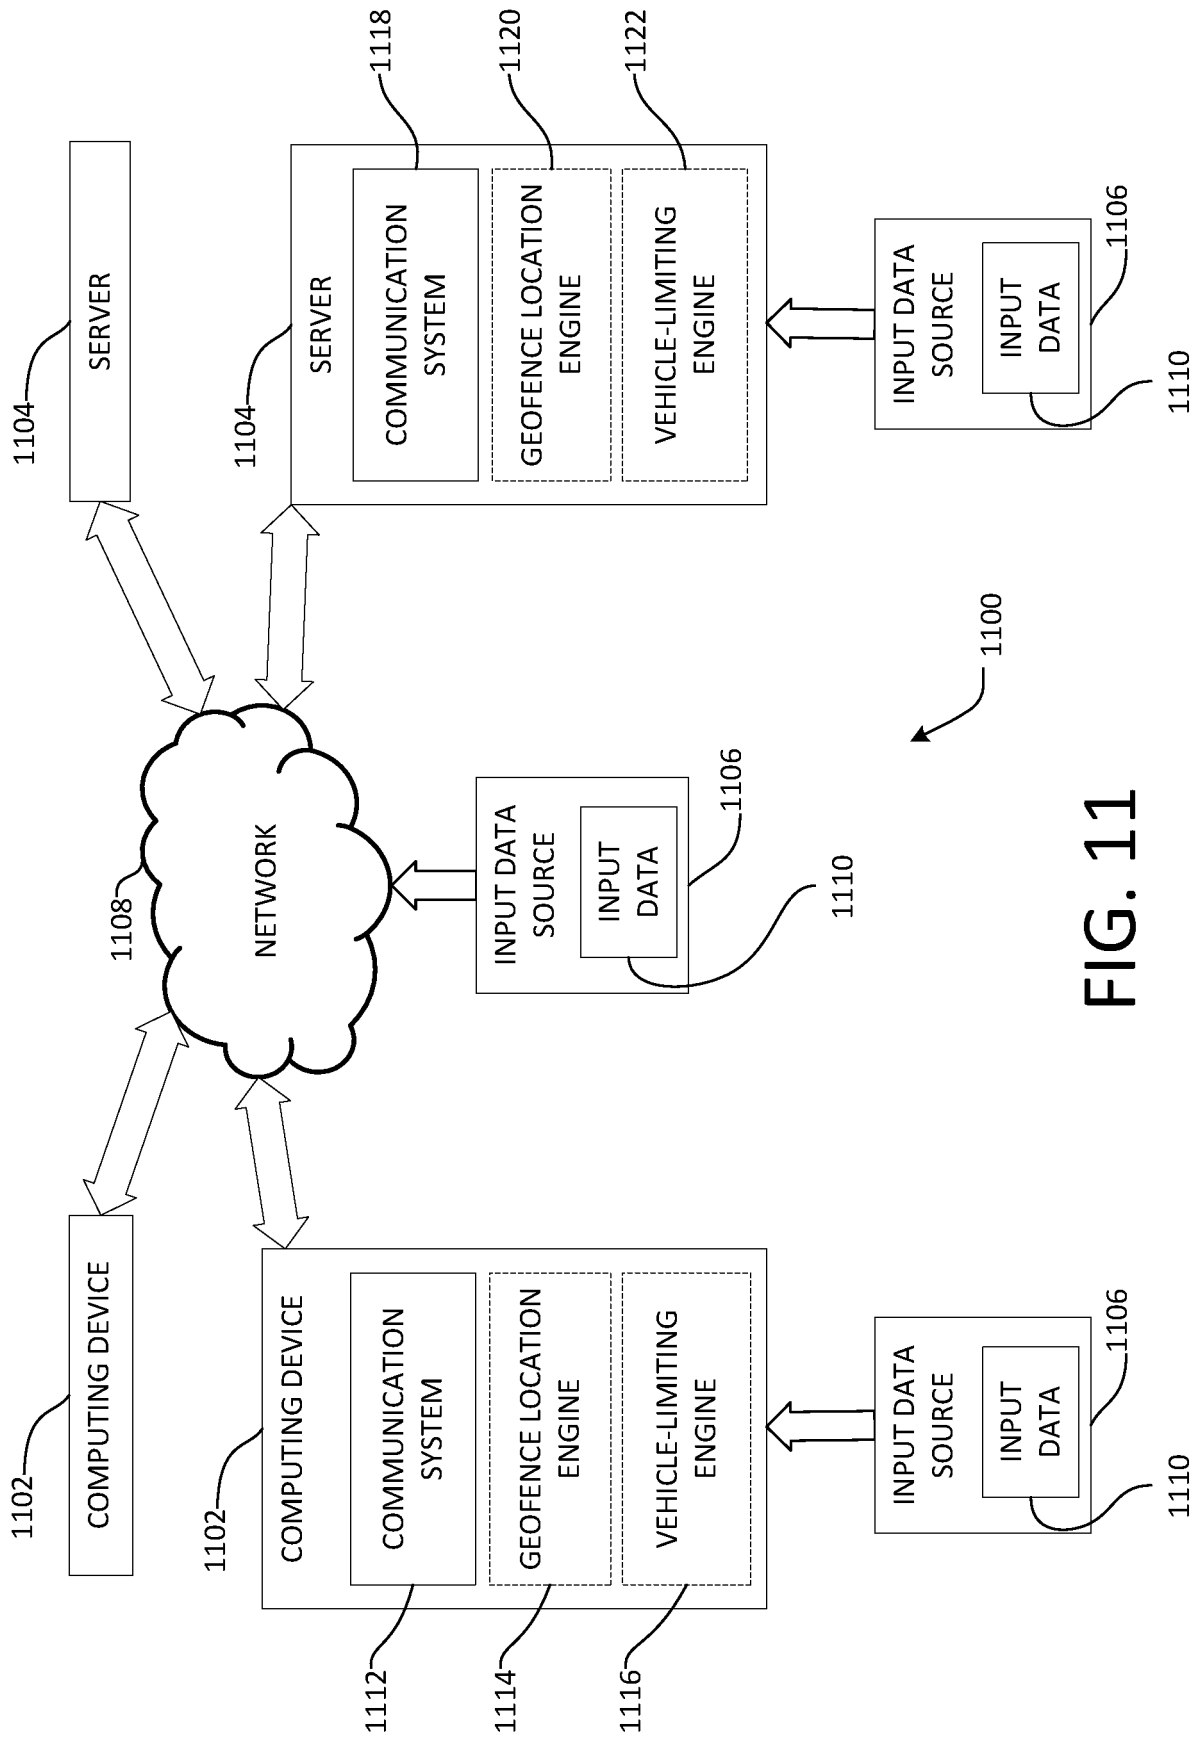 1102
COMPUTING DEVICE
1108
NETWORK
1104
SERVER
1102
COMPUTING DEVICE
1112
COMMUNICATION
SYSTEM
1114
GEOFENCE LOCATION
ENGINE
1116
VEHICLE-LIMITING
ENGINE
1104
SERVER
COMMUNICATION
SYSTEM
1118
GEOFENCE LOCATION
ENGINE
1120
VEHICLE-LIMITING
ENGINE
1122
INPUT DATA
SOURCE
INPUT
DATA
1106
1110
INPUT DATA
SOURCE
INPUT
DATA
1106
1110
INPUT DATA
SOURCE
INPUT
DATA
1106
1110
1100
FIG. 11